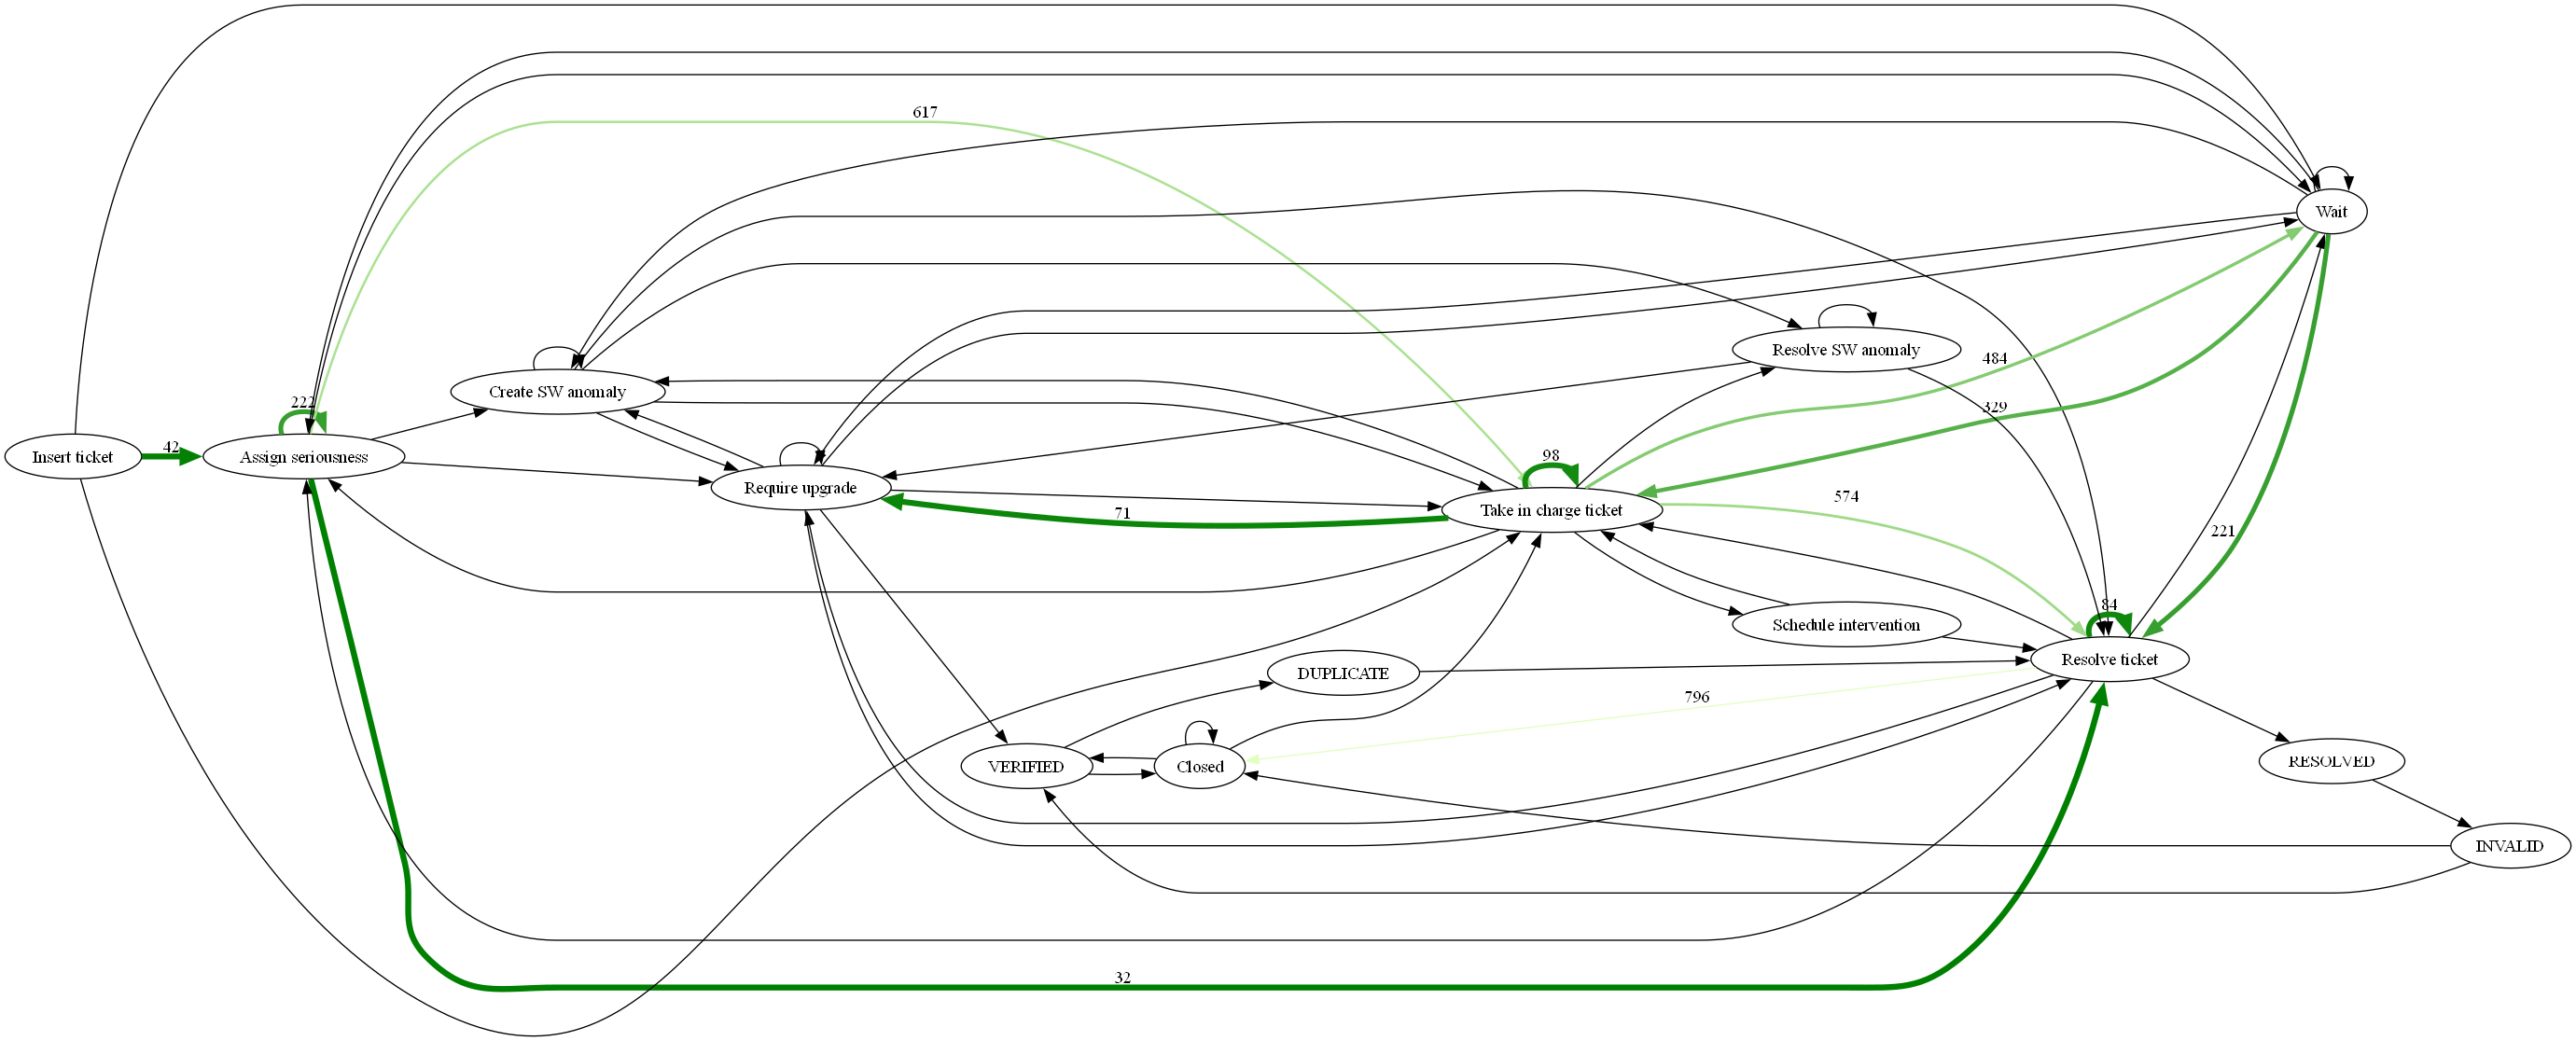 617
Wait
484
329
Resolve SW anomaly
222
Create SW anomaly
Insert ticket
42
Assign seriousness
Require upgrade
98
71
Take in charge ticket
574
221
84
Schedule intervention
Resolve ticket
DUPLICATE
796
VERIFIED
Closed
RESOLVED
INVALID
32